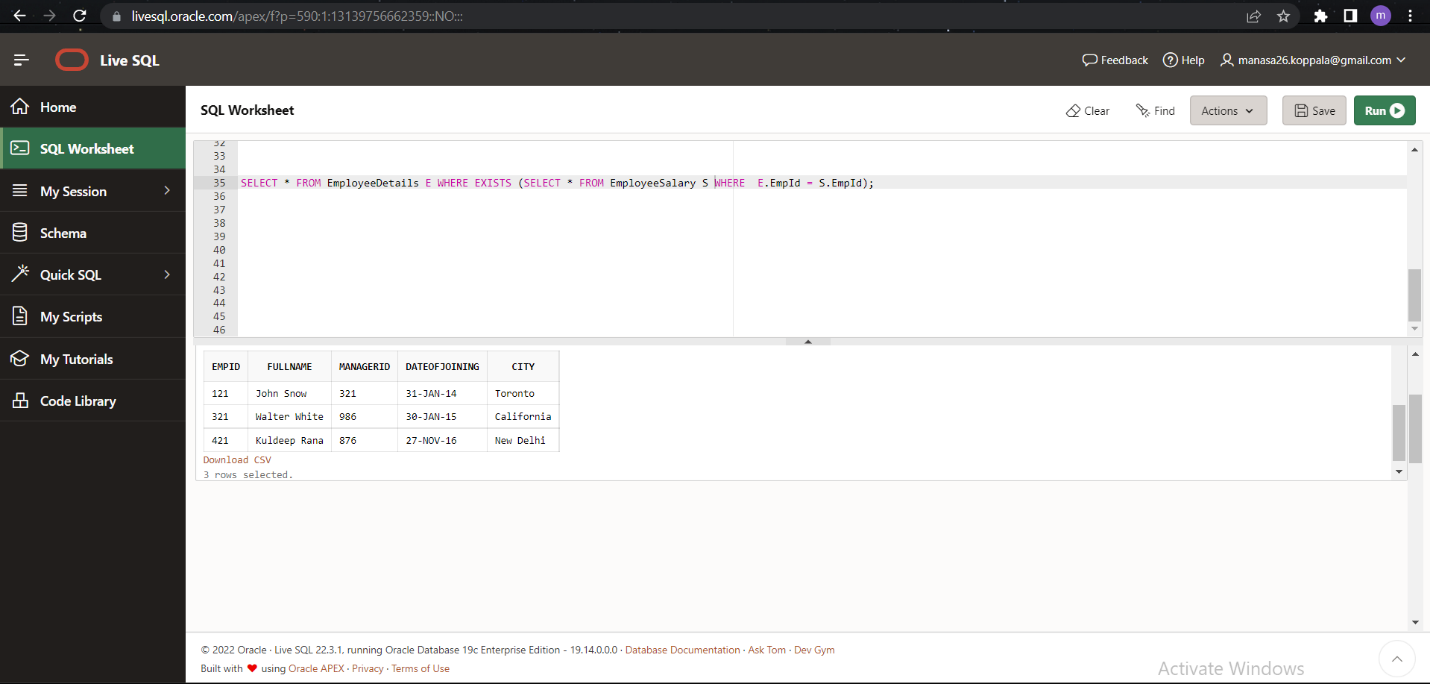 livesql.oracle.com/apex/f?p=590:1:13139756662359::NO:::
m
Live SQL
Feedback
Help
manasa26.koppala@gmail.com
Home
SQL Worksheet
My Session
Schema
Quick SQL
My Scripts
My Tutorials
Code Library
SQL Worksheet
Clear
Find
Actions
Save
Run
32
33
34
35 SELECT * FROM EmployeeDetails E WHERE EXISTS (SELECT * FROM EmployeeSalary S WHERE  E.EmpId = S.EmpId);
36
37
38
39
40
41
42
43
44
45
46
EMPID FULLNAME MANAGERID DATEOFJOINING CITY
121 John Snow 321 31-JAN-14 Toronto
321 Walter White 986 30-JAN-15 California
421 Kuldeep Rana 876 27-NOV-16 New Delhi
Download CSV
3 rows selected.
© 2022 Oracle · Live SQL 22.3.1, running Oracle Database 19c Enterprise Edition - 19.14.0.0.0 · Database Documentation · Ask Tom · Dev Gym
Built with ❤ using Oracle APEX · Privacy · Terms of Use
Activate Windows